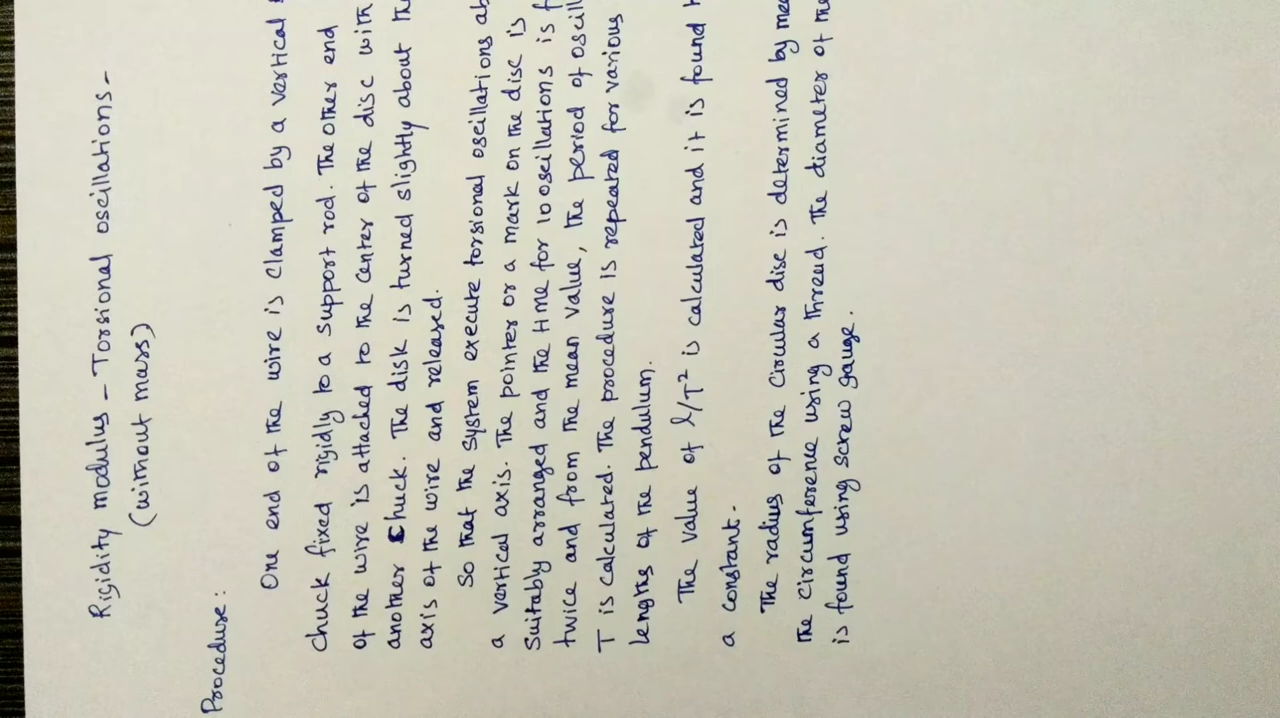 Rigidity modulus - Torsional oscillations-
(without mass)
Procedure:
One end of the wire is clamped by a vertical
chuck fixed rigidly to a support rod. The other end
of the wire is attached to the center of the disc with
another chuck. The disk is turned slightly about the
axis of the wire and released.
So that the system execute torsional oscillations ab
a vertical axis. The pointer or a mark on the disc is
suitably arranged and the time for 10 oscillations is f
twice and from the mean value, the period of oscill
T is calculated. The procedure is repeated for various
lengths of the pendulum.
The value of l/T² is calculated and it is found
a constant.
The radius of the circular disc is determined by mea
the circumference using a thread. The diameter of the
is found using screw gauge.